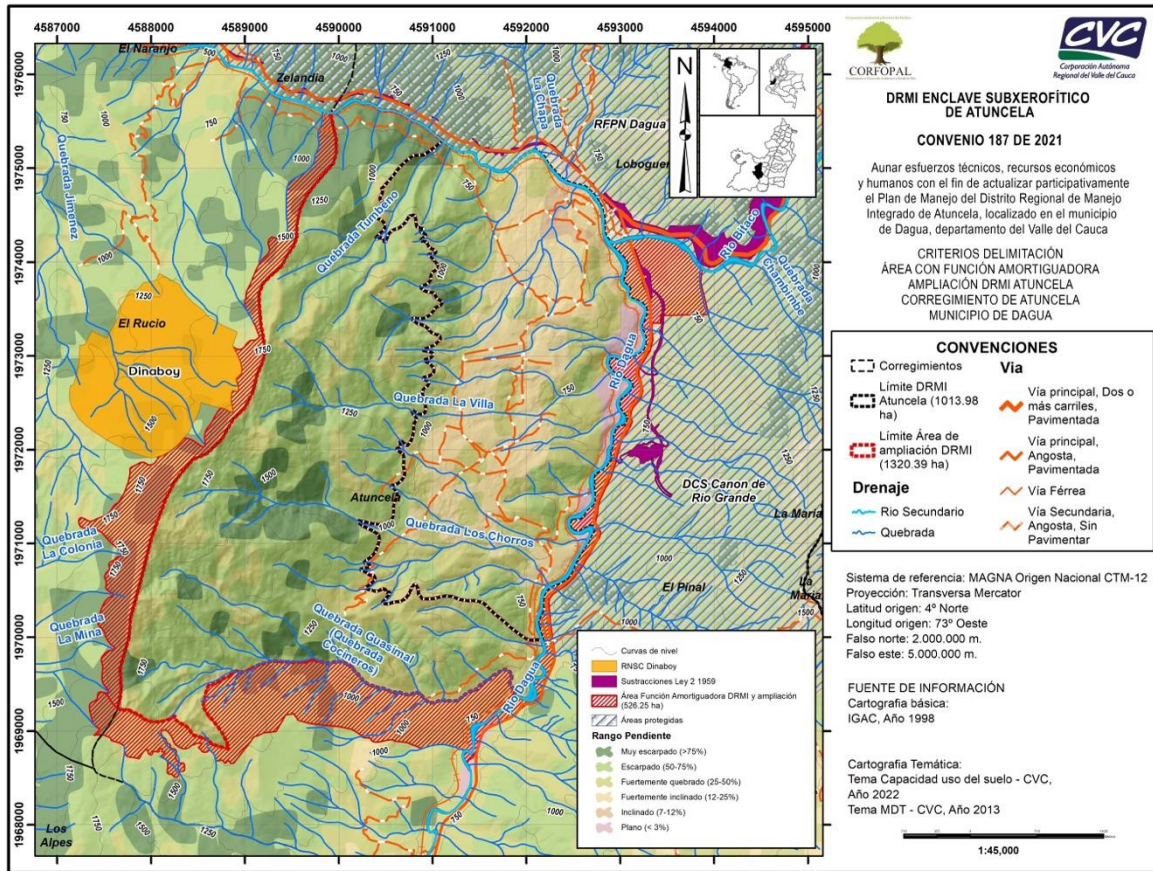 4587000 4588000 4589000 4590000 4591000 4592000 4593000 4594000 4595000
1976000
1975000
1974000
1973000
1972000
1971000
1970000
1969000
1968000
El Naranjo
Zelandia
Quebrada La Chapa
RFPN Dagua
Quebrada Jimenez
Quebrada Tumbeno
Rio Bitaco
Quebrada Chambimbe
El Rucio
Dinaboy
Rio Dagua
Quebrada La Villa
DCS Canon de
Rio Grande
Atuncela
Quebrada Los Chorros
La Maria
Quebrada
La Colonia
El Pinal
La
Maria
Quebrada
La Mina
Quebrada Guasimal
(Quebrada
Cocineros)
Rio Dagua
Los
Alpes
N
Curvas de nivel
RNSC Dinaboy
Sustracciones Ley 2 1959
Área Función Amortiguadora DRMI y ampliación
(526.25 ha)
Áreas protegidas
Rango Pendiente
Muy escarpado (>75%)
Escarpado (50-75%)
Fuertemente quebrado (25-50%)
Fuertemente inclinado (12-25%)
Inclinado (7-12%)
Plano (< 3%)
CORFOPAL
CVC
Corporación Autónoma
Regional del Valle del Cauca
DRMI ENCLAVE SUBXEROFÍTICO
DE ATUNCELA
CONVENIO 187 DE 2021
Aunar esfuerzos técnicos, recursos económicos
y humanos con el fin de actualizar participativamente
el Plan de Manejo del Distrito Regional de Manejo
Integrado de Atuncela, localizado en el municipio
de Dagua, departamento del Valle del Cauca
CRITERIOS DELIMITACIÓN
ÁREA CON FUNCIÓN AMORTIGUADORA
AMPLIACIÓN DRMI ATUNCELA
CORREGIMIENTO DE ATUNCELA
MUNICIPIO DE DAGUA
CONVENCIONES
Corregimientos
Límite DRMI
Atuncela (1013.98
ha)
Límite Área de
ampliación DRMI
(1320.39 ha)
Drenaje
Rio Secundario
Quebrada
Via
Vía principal, Dos o
más carriles,
Pavimentada
Vía principal,
Angosta,
Pavimentada
Vía Férrea
Vía Secundaria,
Angosta, Sin
Pavimentar
Sistema de referencia: MAGNA Origen Nacional CTM-12
Proyección: Transversa Mercator
Latitud origen: 4º Norte
Longitud origen: 73º Oeste
Falso norte: 2.000.000 m.
Falso este: 5.000.000 m.
FUENTE DE INFORMACIÓN
Cartografia básica:
IGAC, Año 1998
Cartografia Temática:
Tema Capacidad uso del suelo - CVC,
Año 2022
Tema MDT - CVC, Año 2013
1:45,000